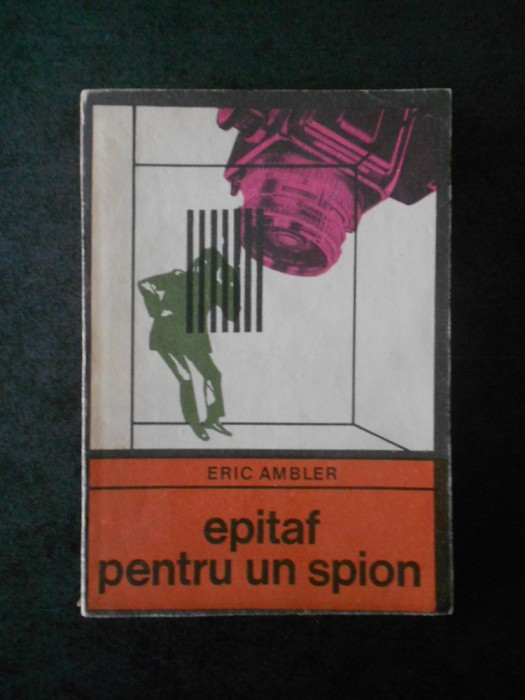 ERIC AMBLER
epitaf
pentru un spion